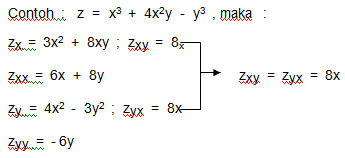 Contoh : z = x³ + 4x²y - y³ , maka :
zx = 3x² + 8xy ; zxy = 8x
zxx = 6x + 8y
zxy = zyx = 8x
zy = 4x² - 3y² ; zyx = 8x
zyy = - 6y